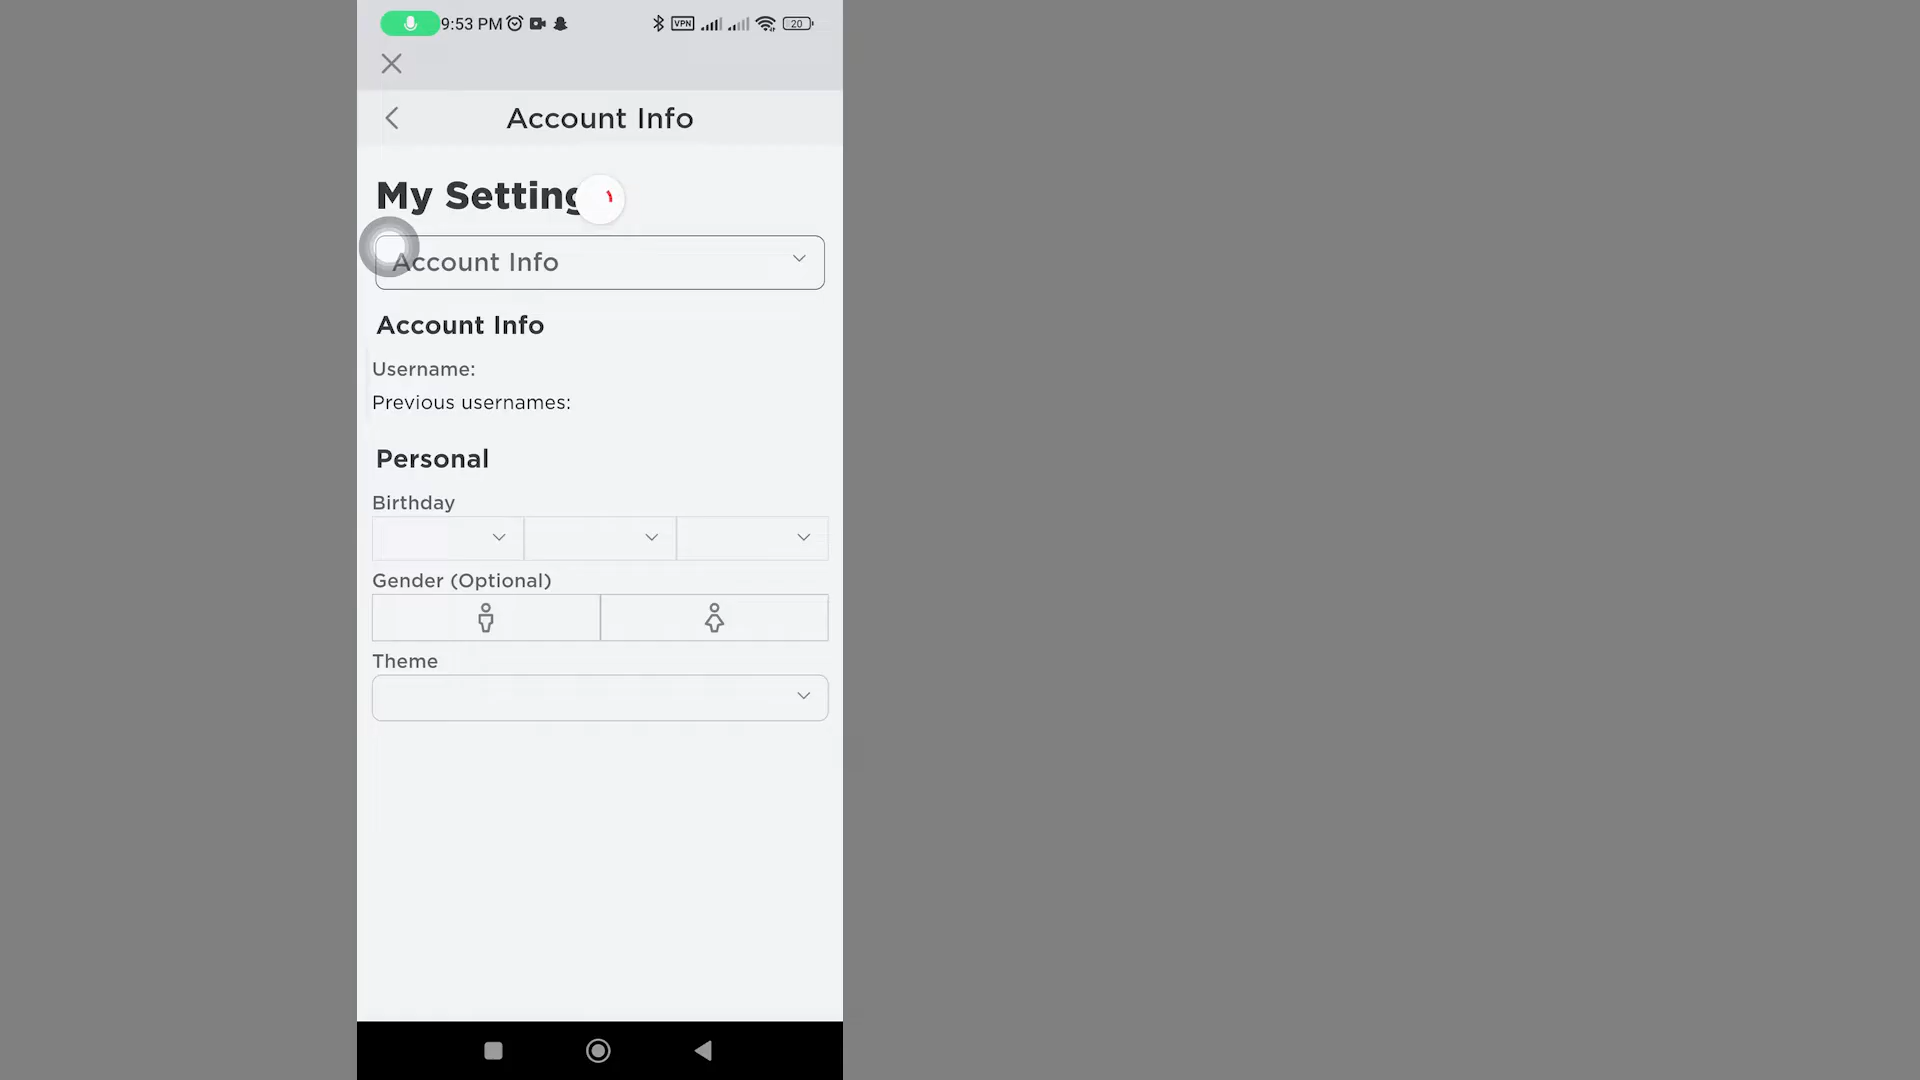 9:53 PM VPN 20
Account Info
My Setting
Account Info
Account Info
Username:
Previous usernames:
Personal
Birthday
Gender (Optional)
Theme